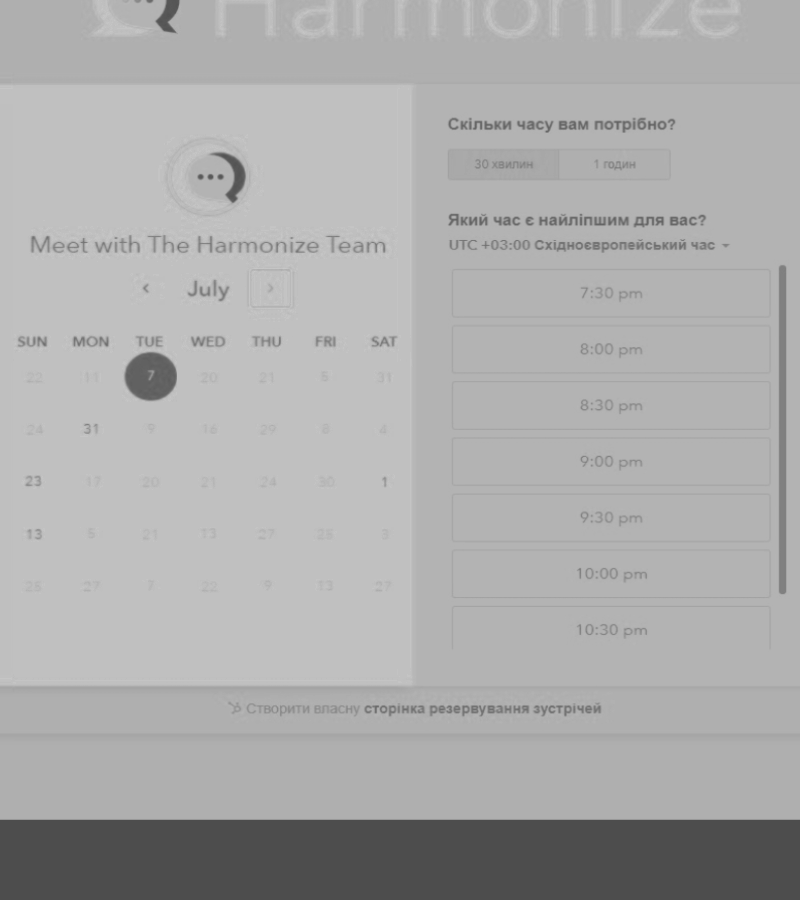 Harmonize
Meet with The Harmonize Team
July
SUN MON TUE WED THU FRI SAT
22 11 7 20 21 5 31
24 31 9 16 29 6 4
23 17 20 21 24 30 1
13 5 21 13 27 25 3
26 27 7 22 9 13 27
Скільки часу вам потрібно?
30 хвилин 1 годин
Який час є найліпшим для вас?
UTC +03:00 Східноєвропейський час
7:30 pm
8:00 pm
8:30 pm
9:00 pm
9:30 pm
10:00 pm
10:30 pm
Створити власну сторінка резервування зустрічей